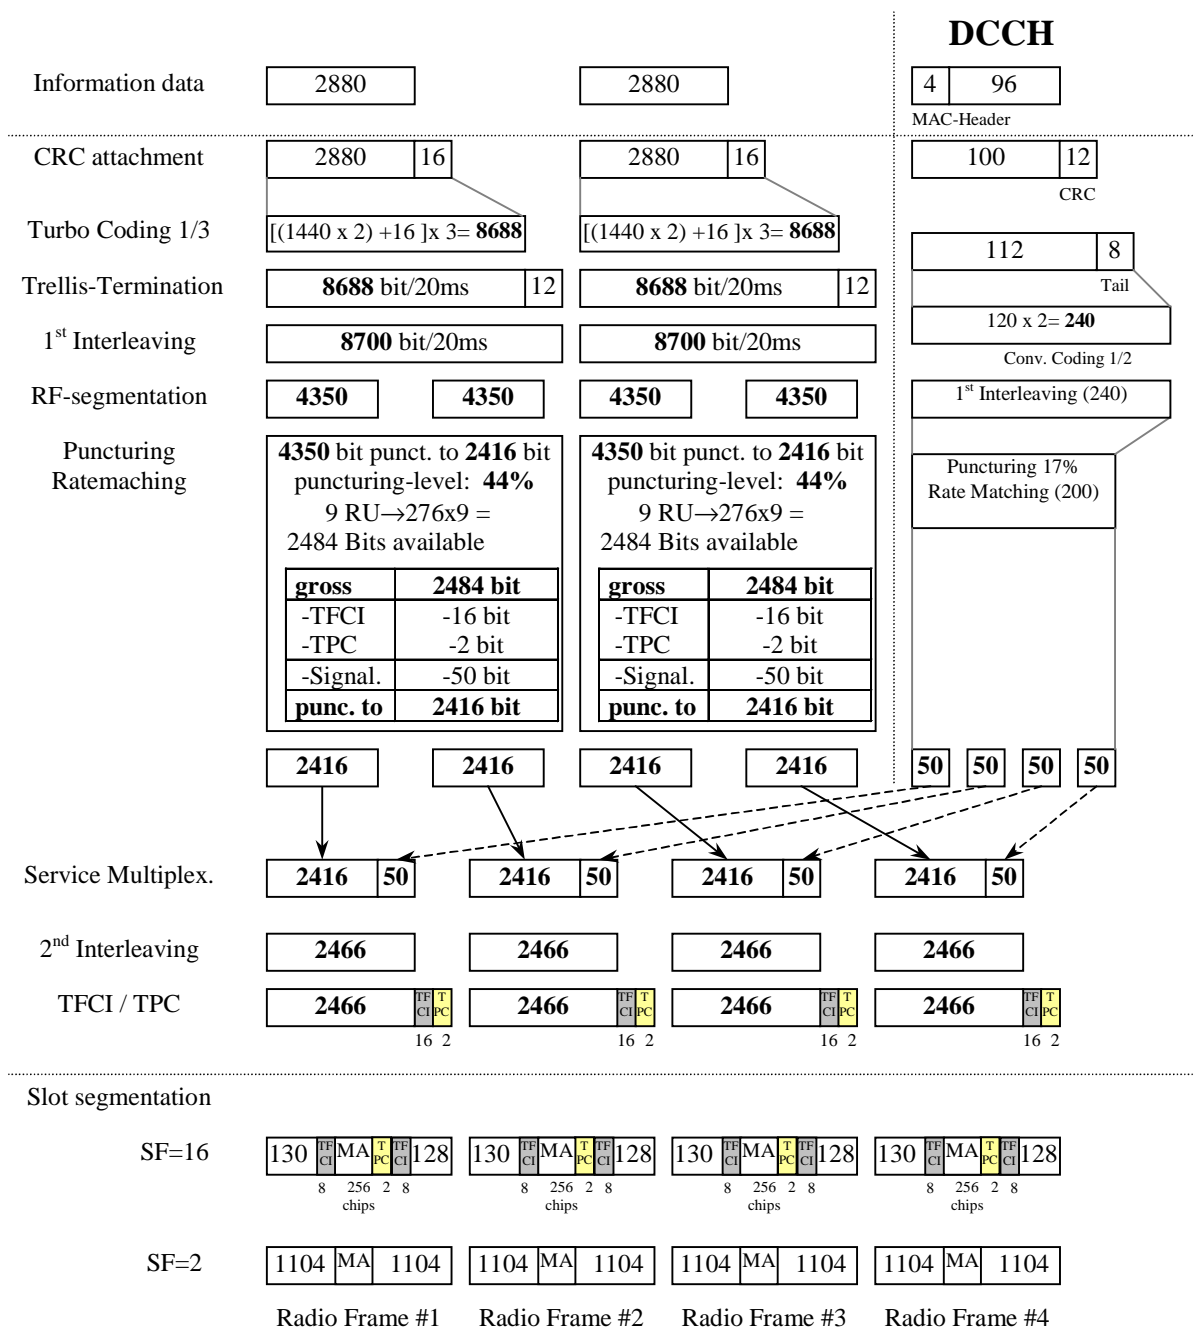 DCCH
Information data 2880 2880 4 96
MAC-Header
CRC attachment 2880 16 2880 16 100 12
CRC
Turbo Coding 1/3 [(1440 x 2) +16 ]x 3= 8688 [(1440 x 2) +16 ]x 3= 8688
112 8
Trellis-Termination 8688 bit/20ms 12 8688 bit/20ms 12
Tail
120 x 2= 240
1st Interleaving 8700 bit/20ms 8700 bit/20ms
Conv. Coding 1/2
RF-segmentation 4350 4350 4350 4350 1st Interleaving (240)
Puncturing 4350 bit punct. to 2416 bit 4350 bit punct. to 2416 bit
Ratemaching puncturing-level: 44% puncturing-level: 44%
Puncturing 17%
Rate Matching (200)
9 RU→276x9 = 9 RU→276x9 =
2484 Bits available 2484 Bits available
gross 2484 bit gross 2484 bit
-TFCI -16 bit -TFCI -16 bit
-TPC -2 bit -TPC -2 bit
-Signal. -50 bit -Signal. -50 bit
punc. to 2416 bit punc. to 2416 bit
2416 2416 2416 2416 50 50 50 50
Service Multiplex. 2416 50 2416 50 2416 50 2416 50
2nd Interleaving 2466 2466 2466 2466
TFCI / TPC 2466 TF CI T PC 2466 TF CI T PC 2466 TF CI T PC 2466 TF CI T PC
16 2 16 2 16 2 16 2
Slot segmentation
SF=16 130 TF CI MA T PC TF CI 128 130 TF CI MA T PC TF CI 128 130 TF CI MA T PC TF CI 128 130 TF CI MA T PC TF CI 128
8 256 2 8 8 256 2 8 8 256 2 8 8 256 2 8
chips chips chips chips
SF=2 1104 MA 1104 1104 MA 1104 1104 MA 1104 1104 MA 1104
Radio Frame #1 Radio Frame #2 Radio Frame #3 Radio Frame #4